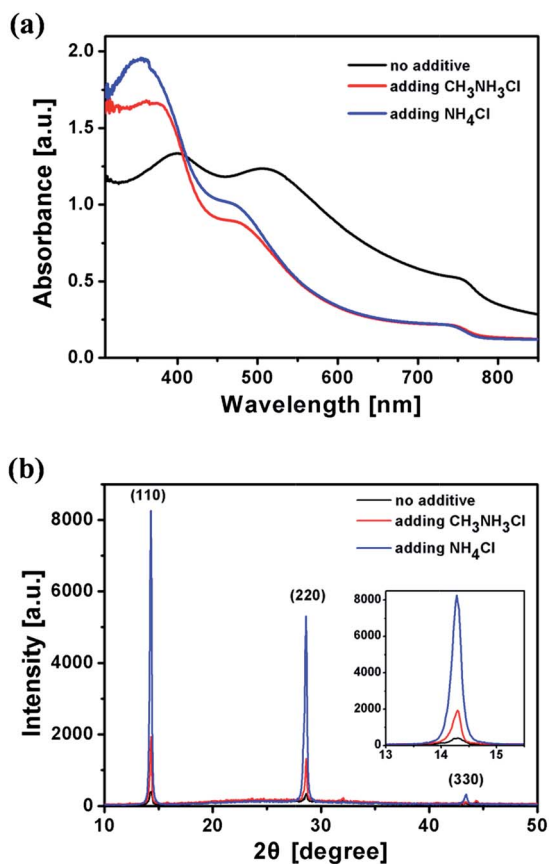 (a)
2.0
1.5
1.0
0.5
0.0
Absorbance [a.u.]
no additive
adding CH₃NH₃Cl
adding NH₄Cl
400 500 600 700 800
Wavelength [nm]
(b)
8000
6000
4000
2000
0
Intensity [a.u.]
(110)
(220)
(330)
no additive
adding CH₃NH₃Cl
adding NH₄Cl
8000
6000
4000
2000
0
13 14 15
10 20 30 40 50
2θ [degree]